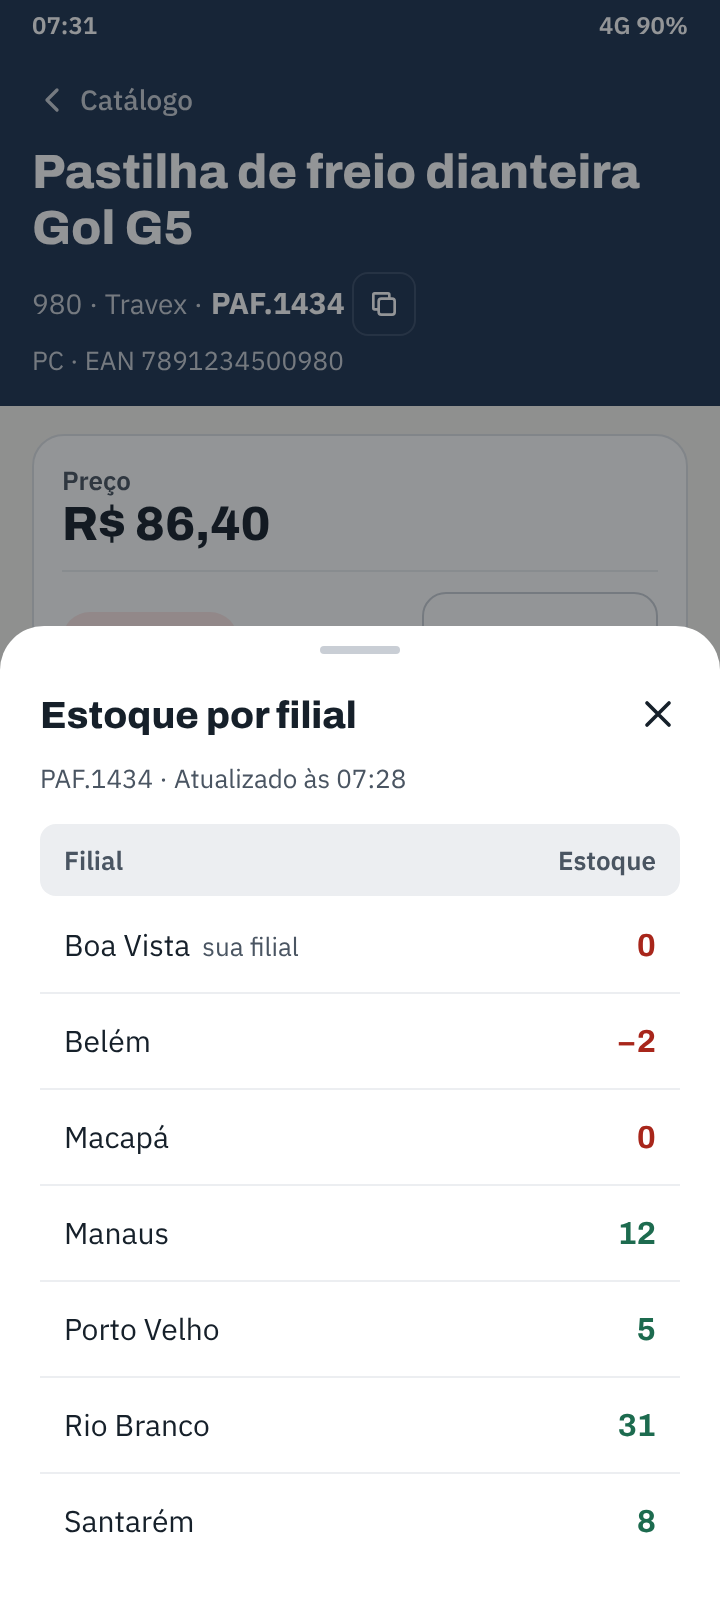 07:31 4G 90%
Catálogo
Pastilha de freio dianteira
Gol G5
980 · Travex · PAF.1434
PC · EAN 7891234500980
Preço
R$ 86,40
Estoque por filial
PAF.1434 · Atualizado às 07:28
Filial Estoque
Boa Vista sua filial 0
Belém −2
Macapá 0
Manaus 12
Porto Velho 5
Rio Branco 31
Santarém 8